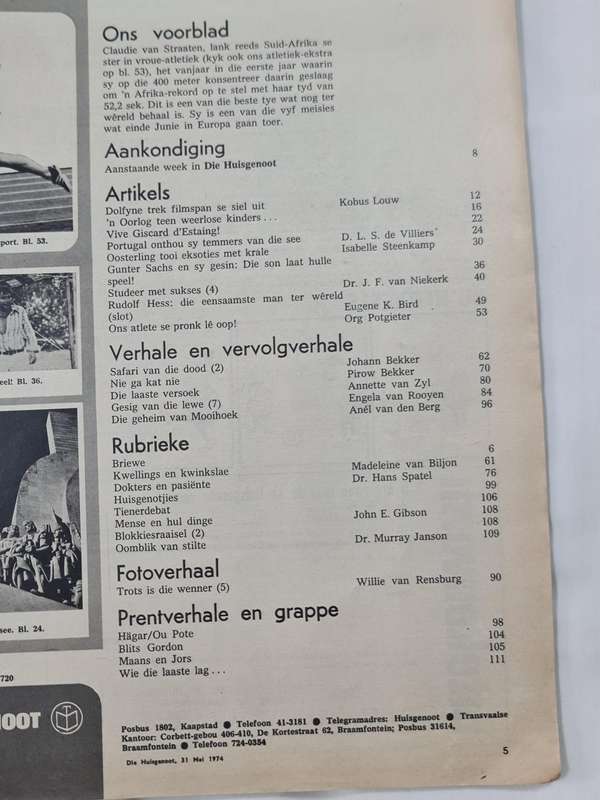 Ons voorblad
Claudie van Straaten, lank reeds Suid-Afrika se
ster in vroue-atletiek (kyk ook ons atletiek-ekstra
op bl. 53), het vanjaar in die eerste jaar waarin
sy op die 400 meter konsentreer daarin geslaag
om 'n Afrika-rekord op te stel met haar tyd van
52,2 sek. Dit is een van die beste tye wat nog ter
wêreld behaal is. Sy is een van die vyf meisies
wat einde Junie in Europa gaan toer.
Aankondiging
Aanstaande week in Die Huisgenoot 8
Artikels
Dolfyne trek filmspan se siel uit Kobus Louw 12
'n Oorlog teen weerlose kinders ... 16
Vive Giscard d'Estaing! 22
Portugal onthou sy temmers van die see D. L. S. de Villiers 24
Oosterling tooi eksoties met krale Isabelle Steenkamp 30
Gunter Sachs en sy gesin: Die son laat hulle
speel! 36
Studeer met sukses (4) Dr. J. F. van Niekerk 40
Rudolf Hess: die eensaamste man ter wêreld
(slot) Eugene K. Bird 49
Ons atlete se pronk lê oop! Org Potgieter 53
Verhale en vervolgverhale
Safari van die dood (2) Johann Bekker 62
Nie ga kat nie Pirow Bekker 70
Die laaste versoek Annette van Zyl 80
Gesig van die lewe (7) Engela van Rooyen 84
Die geheim van Mooihoek Anêl van den Berg 96
Rubrieke
Briewe 6
Kwellings en kwinkslae Madeleine van Biljon 61
Dokters en pasiënte Dr. Hans Spatel 76
Huisgenotjies 99
Tienerdebat 106
Mense en hul dinge John E. Gibson 108
Blokkiesraaisel (2) 108
Oomblik van stilte Dr. Murray Janson 109
Fotoverhaal
Trots is die wenner (5) Willie van Rensburg 90
Prentverhale en grappe
Hägar/Ou Pote 98
Blits Gordon 104
Maans en Jors 105
Wie die laaste lag ... 111
Posbus 1802, Kaapstad ● Telefoon 41-3181 ● Telegramadres: Huisgenoot ● Transvaalse
Kantoor: Corbett-gebou 406-410, De Kortestraat 62, Braamfontein; Posbus 31614,
Braamfontein ● Telefoon 724-0354
Die Huisgenoot, 31 Mei 1974
5
port. Bl. 53.
eel! Bl. 36.
see. Bl. 24.
720
NOOT